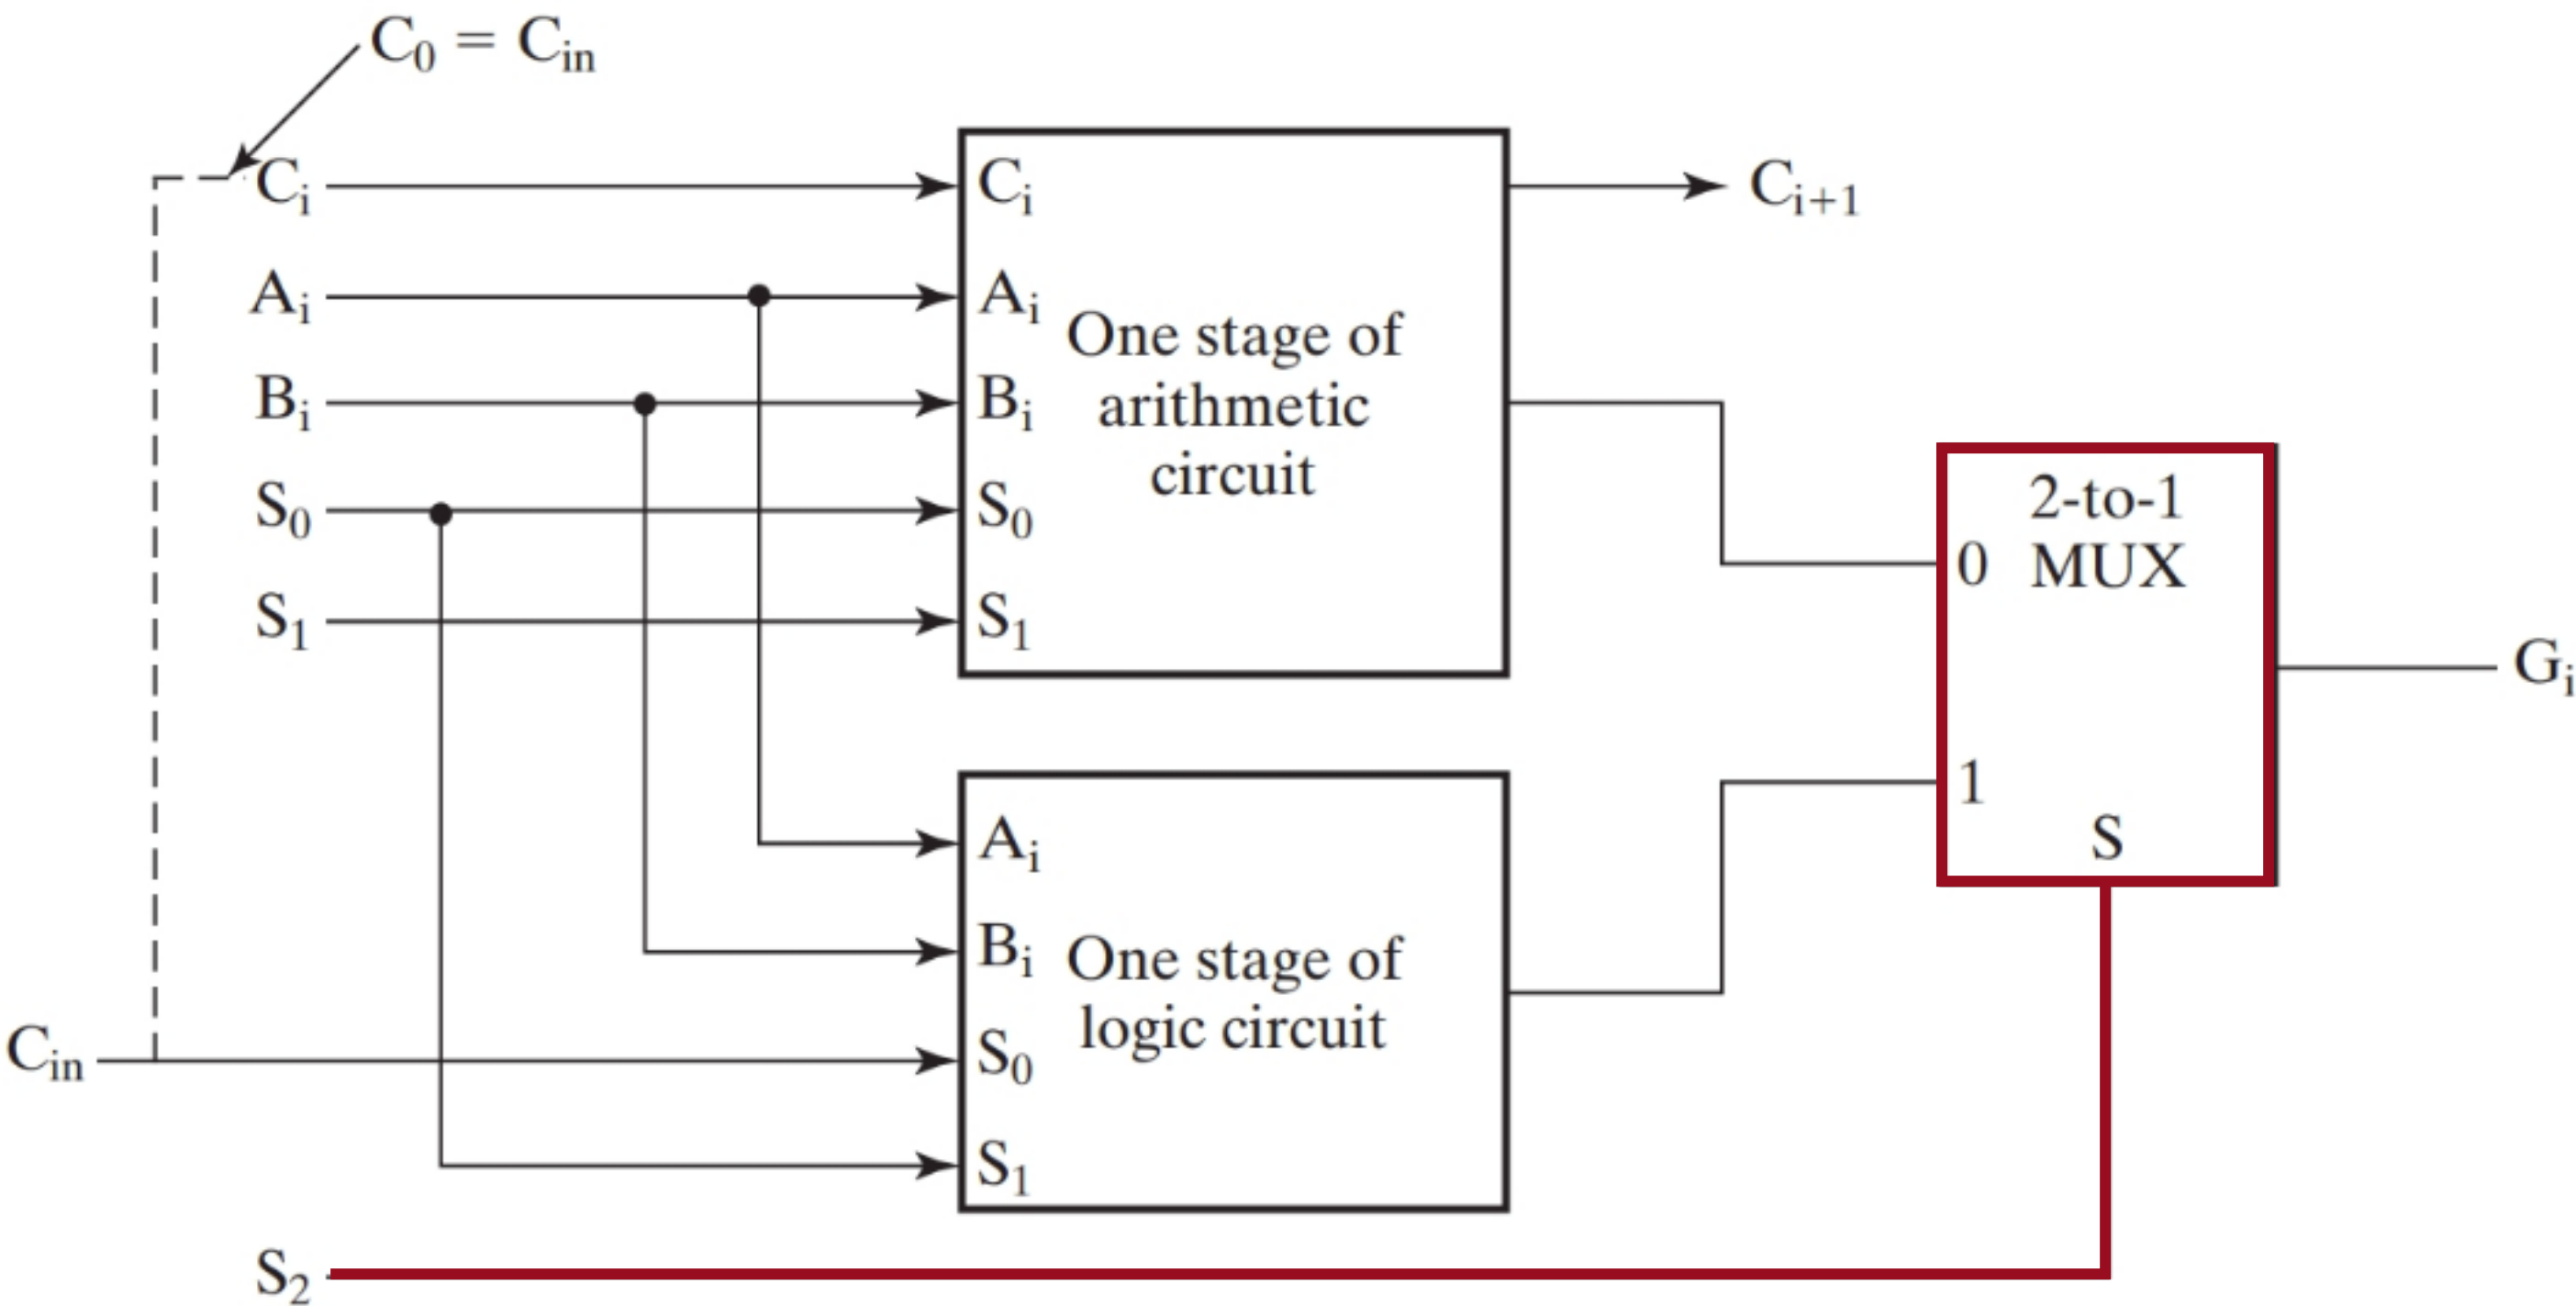 C₀ = Cᵢₙ
Cᵢ
Aᵢ
Bᵢ
S₀
S₁
Cᵢₙ
S₂
Cᵢ
Aᵢ
Bᵢ
S₀
S₁
One stage of
arithmetic
circuit
Aᵢ
Bᵢ
S₀
S₁
One stage of
logic circuit
Cᵢ₊₁
2-to-1
0 MUX
1
S
Gᵢ